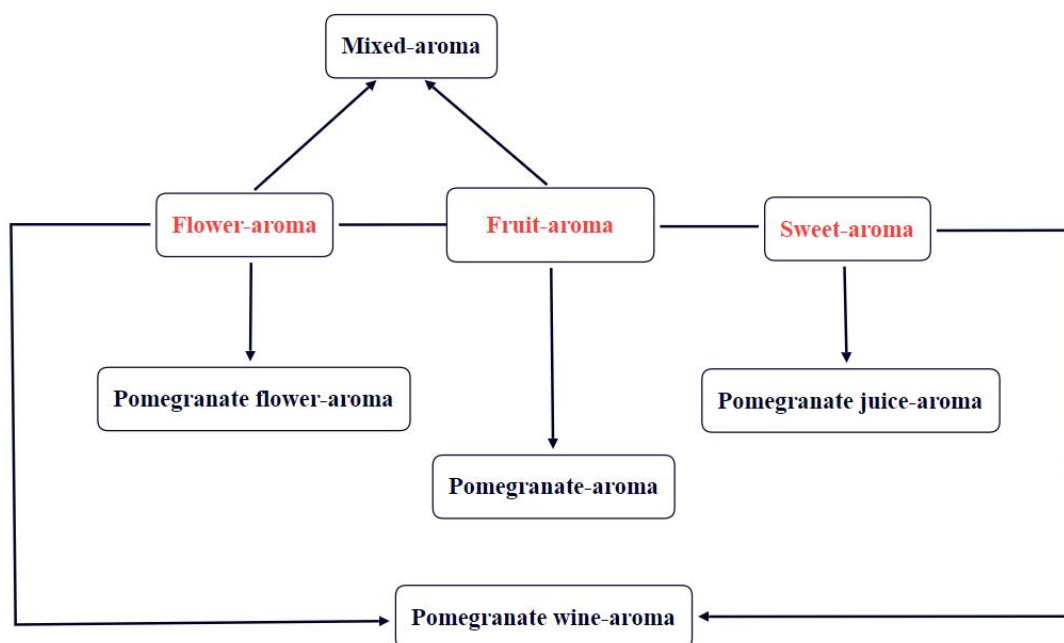 Mixed-aroma
Flower-aroma
Fruit-aroma
Sweet-aroma
Pomegranate flower-aroma
Pomegranate juice-aroma
Pomegranate-aroma
Pomegranate wine-aroma